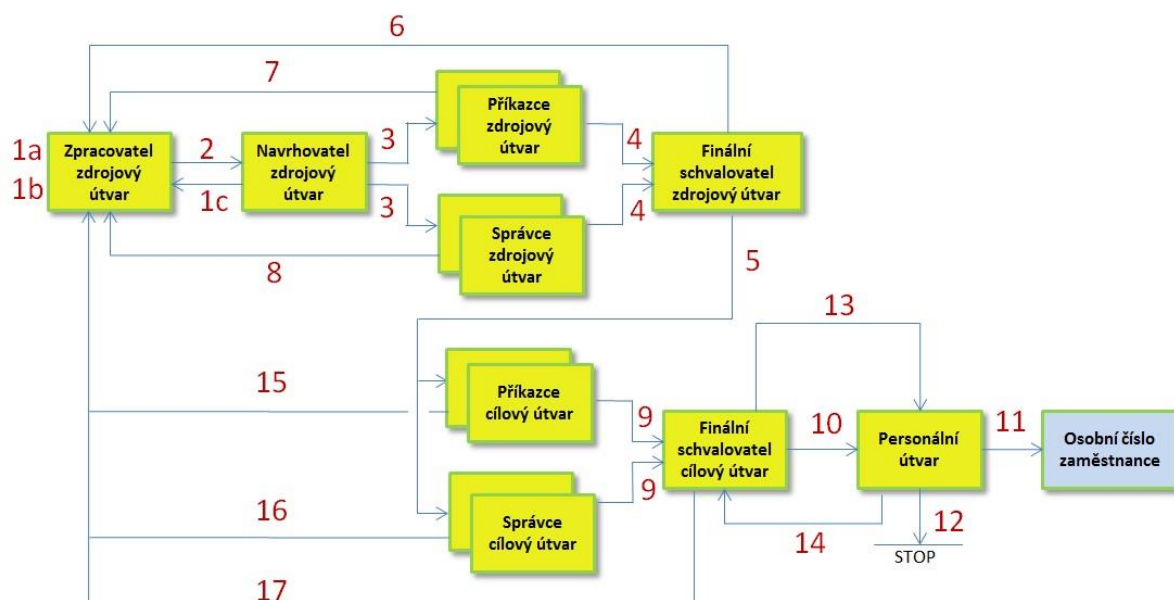 6
7
Příkazce
zdrojový
útvar
1a
1b
Zpracovatel
zdrojový
útvar
2
1c
Navrhovatel
zdrojový
útvar
3
3
4
4
Finální
schvalovatel
zdrojový útvar
Správce
zdrojový
útvar
8
5
13
15
Příkazce
cílový útvar
9
9
Finální
schvalovatel
cílový útvar
10
Personální
útvar
11
Osobní číslo
zaměstnance
16
Správce
cílový útvar
14
12
STOP
17